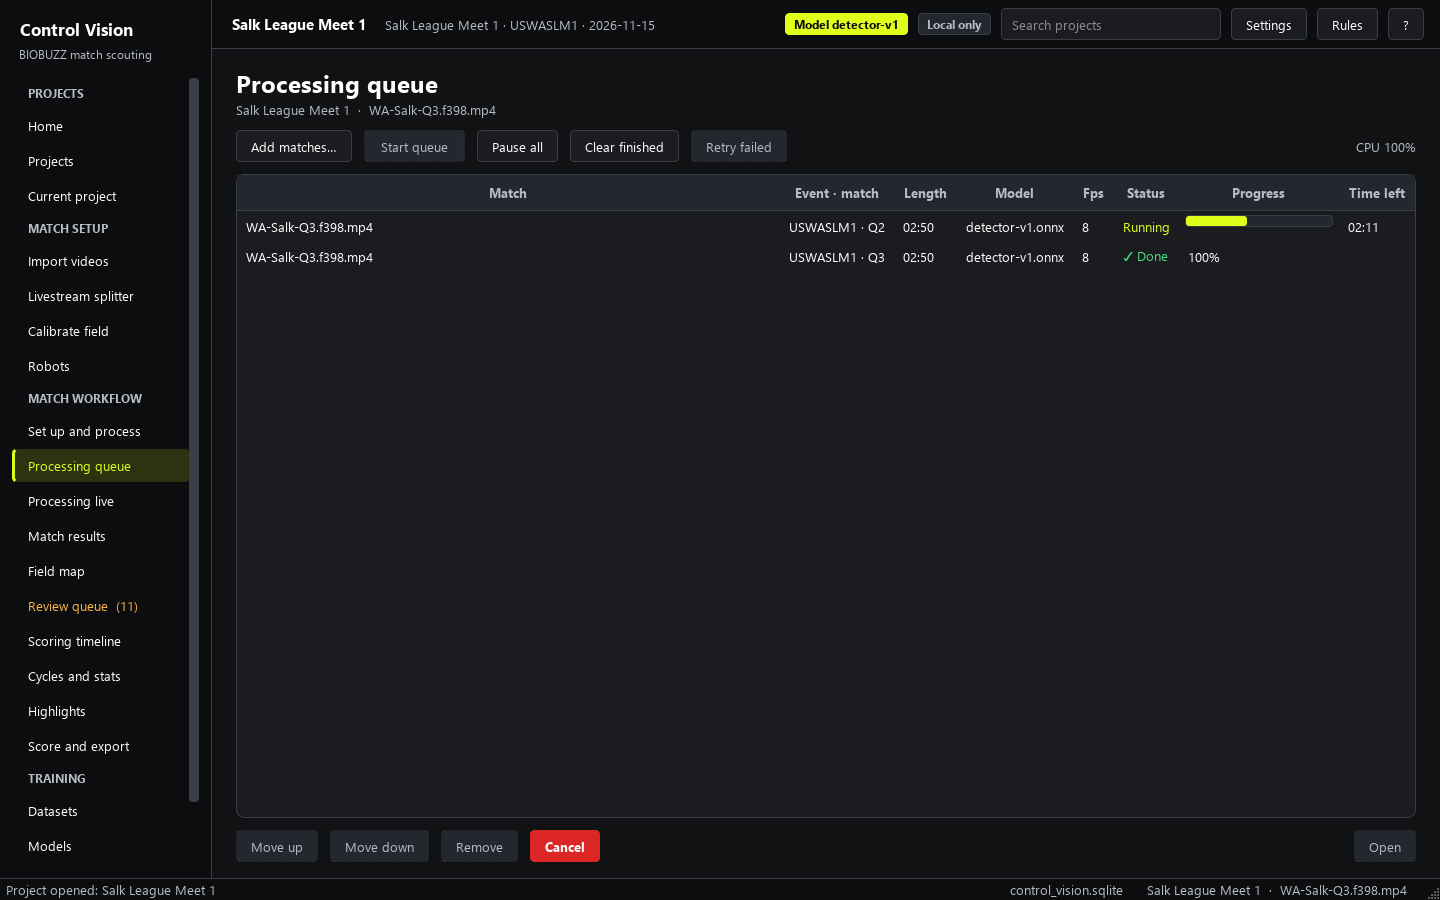 Control Vision
BIOBUZZ match scouting
PROJECTS
Home
Projects
Current project
MATCH SETUP
Import videos
Livestream splitter
Calibrate field
Robots
MATCH WORKFLOW
Set up and process
Processing queue
Processing live
Match results
Field map
Review queue (11)
Scoring timeline
Cycles and stats
Highlights
Score and export
TRAINING
Datasets
Models
Salk League Meet 1 Salk League Meet 1 · USWASLM1 · 2026-11-15 Model detector-v1 Local only Search projects Settings Rules ?
Processing queue
Salk League Meet 1 · WA-Salk-Q3.f398.mp4
Add matches... Start queue Pause all Clear finished Retry failed CPU 100%
Match Event · match Length Model Fps Status Progress Time left
WA-Salk-Q3.f398.mp4 USWASLM1 · Q2 02:50 detector-v1.onnx 8 Running 02:11
WA-Salk-Q3.f398.mp4 USWASLM1 · Q3 02:50 detector-v1.onnx 8 ✓ Done 100%
Move up Move down Remove Cancel Open
Project opened: Salk League Meet 1 control_vision.sqlite Salk League Meet 1 · WA-Salk-Q3.f398.mp4